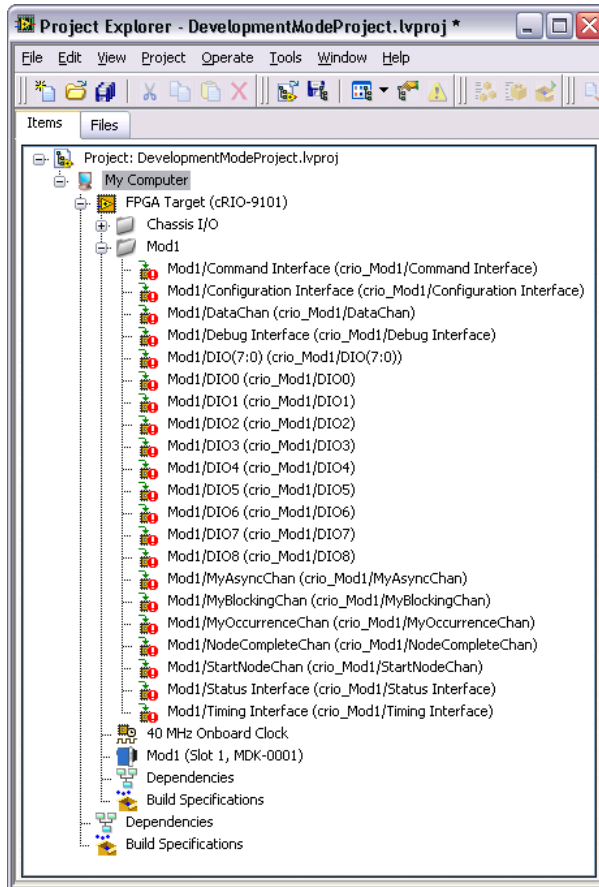 Project Explorer - DevelopmentModeProject.lvproj *
File Edit View Project Operate Tools Window Help
Items Files
Project: DevelopmentModeProject.lvproj
My Computer
FPGA Target (cRIO-9101)
Chassis I/O
Mod1
Mod1/Command Interface (crio_Mod1/Command Interface)
Mod1/Configuration Interface (crio_Mod1/Configuration Interface)
Mod1/DataChan (crio_Mod1/DataChan)
Mod1/Debug Interface (crio_Mod1/Debug Interface)
Mod1/DIO(7:0) (crio_Mod1/DIO(7:0))
Mod1/DIO0 (crio_Mod1/DIO0)
Mod1/DIO1 (crio_Mod1/DIO1)
Mod1/DIO2 (crio_Mod1/DIO2)
Mod1/DIO3 (crio_Mod1/DIO3)
Mod1/DIO4 (crio_Mod1/DIO4)
Mod1/DIO5 (crio_Mod1/DIO5)
Mod1/DIO6 (crio_Mod1/DIO6)
Mod1/DIO7 (crio_Mod1/DIO7)
Mod1/DIO8 (crio_Mod1/DIO8)
Mod1/MyAsyncChan (crio_Mod1/MyAsyncChan)
Mod1/MyBlockingChan (crio_Mod1/MyBlockingChan)
Mod1/MyOccurrenceChan (crio_Mod1/MyOccurrenceChan)
Mod1/NodeCompleteChan (crio_Mod1/NodeCompleteChan)
Mod1/StartNodeChan (crio_Mod1/StartNodeChan)
Mod1/Status Interface (crio_Mod1/Status Interface)
Mod1/Timing Interface (crio_Mod1/Timing Interface)
40 MHz Onboard Clock
Mod1 (Slot 1, MDK-0001)
Dependencies
Build Specifications
Dependencies
Build Specifications